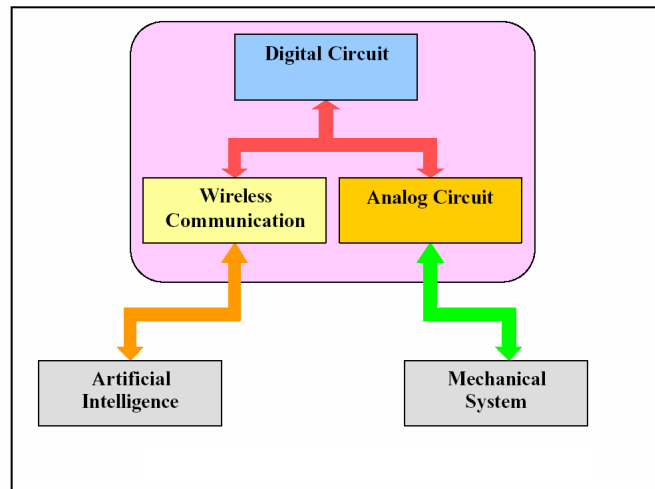 Digital Circuit
Wireless
Communication
Analog Circuit
Artificial
Intelligence
Mechanical
System